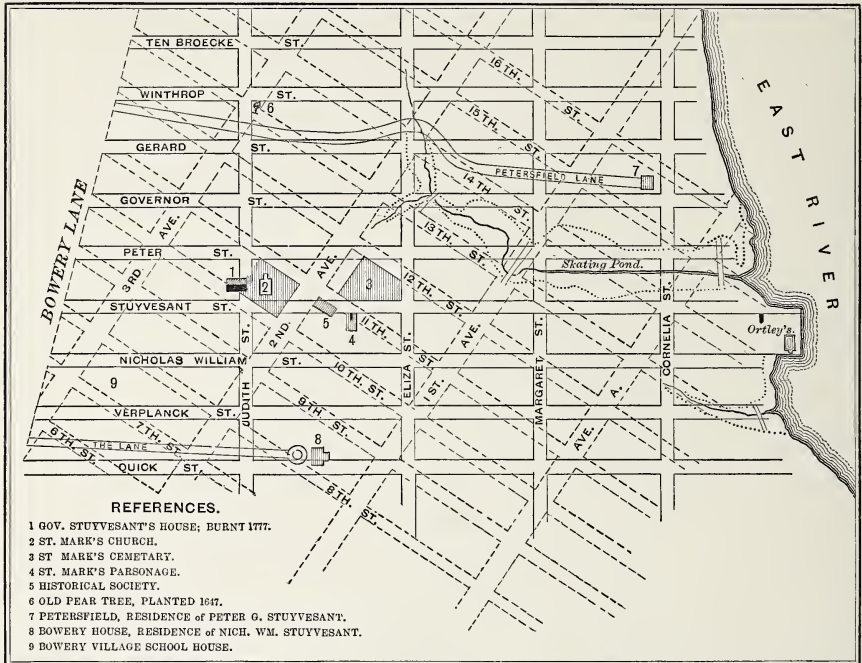 TEN BROECKE ST.
WINTHROP ST.
6
GERARD ST.
PETERSFIELD LANE
7
GOVERNOR ST.
PETER ST.
STUYVESANT ST.
NICHOLAS WILLIAM ST.
VERPLANCK ST.
THE LANE
QUICK ST.
BOWERY LANE
3RD AVE.
2ND. AVE.
AVE. A.
ST. AVE.
JUDITH ST.
ELIZA ST.
MARGARET ST.
CORNELIA ST.
16TH. ST.
15TH. ST.
14TH ST.
13TH. ST.
12TH. ST.
11TH. ST.
10TH. ST.
9TH. ST.
8TH. ST.
7TH. ST.
6TH. ST.
EAST RIVER
Skating Pond.
Ortley's.
1
2
3
5
4
9
8
REFERENCES.
1 GOV. STUYVESANT'S HOUSE; BURNT 1777.
2 ST. MARK'S CHURCH.
3 ST MARK'S CEMETARY.
4 ST. MARK'S PARSONAGE.
5 HISTORICAL SOCIETY.
6 OLD PEAR TREE, PLANTED 1647.
7 PETERSFIELD, RESIDENCE of PETER G. STUYVESANT.
8 BOWERY HOUSE, RESIDENCE of NICH. WM. STUYVESANT.
9 BOWERY VILLAGE SCHOOL HOUSE.